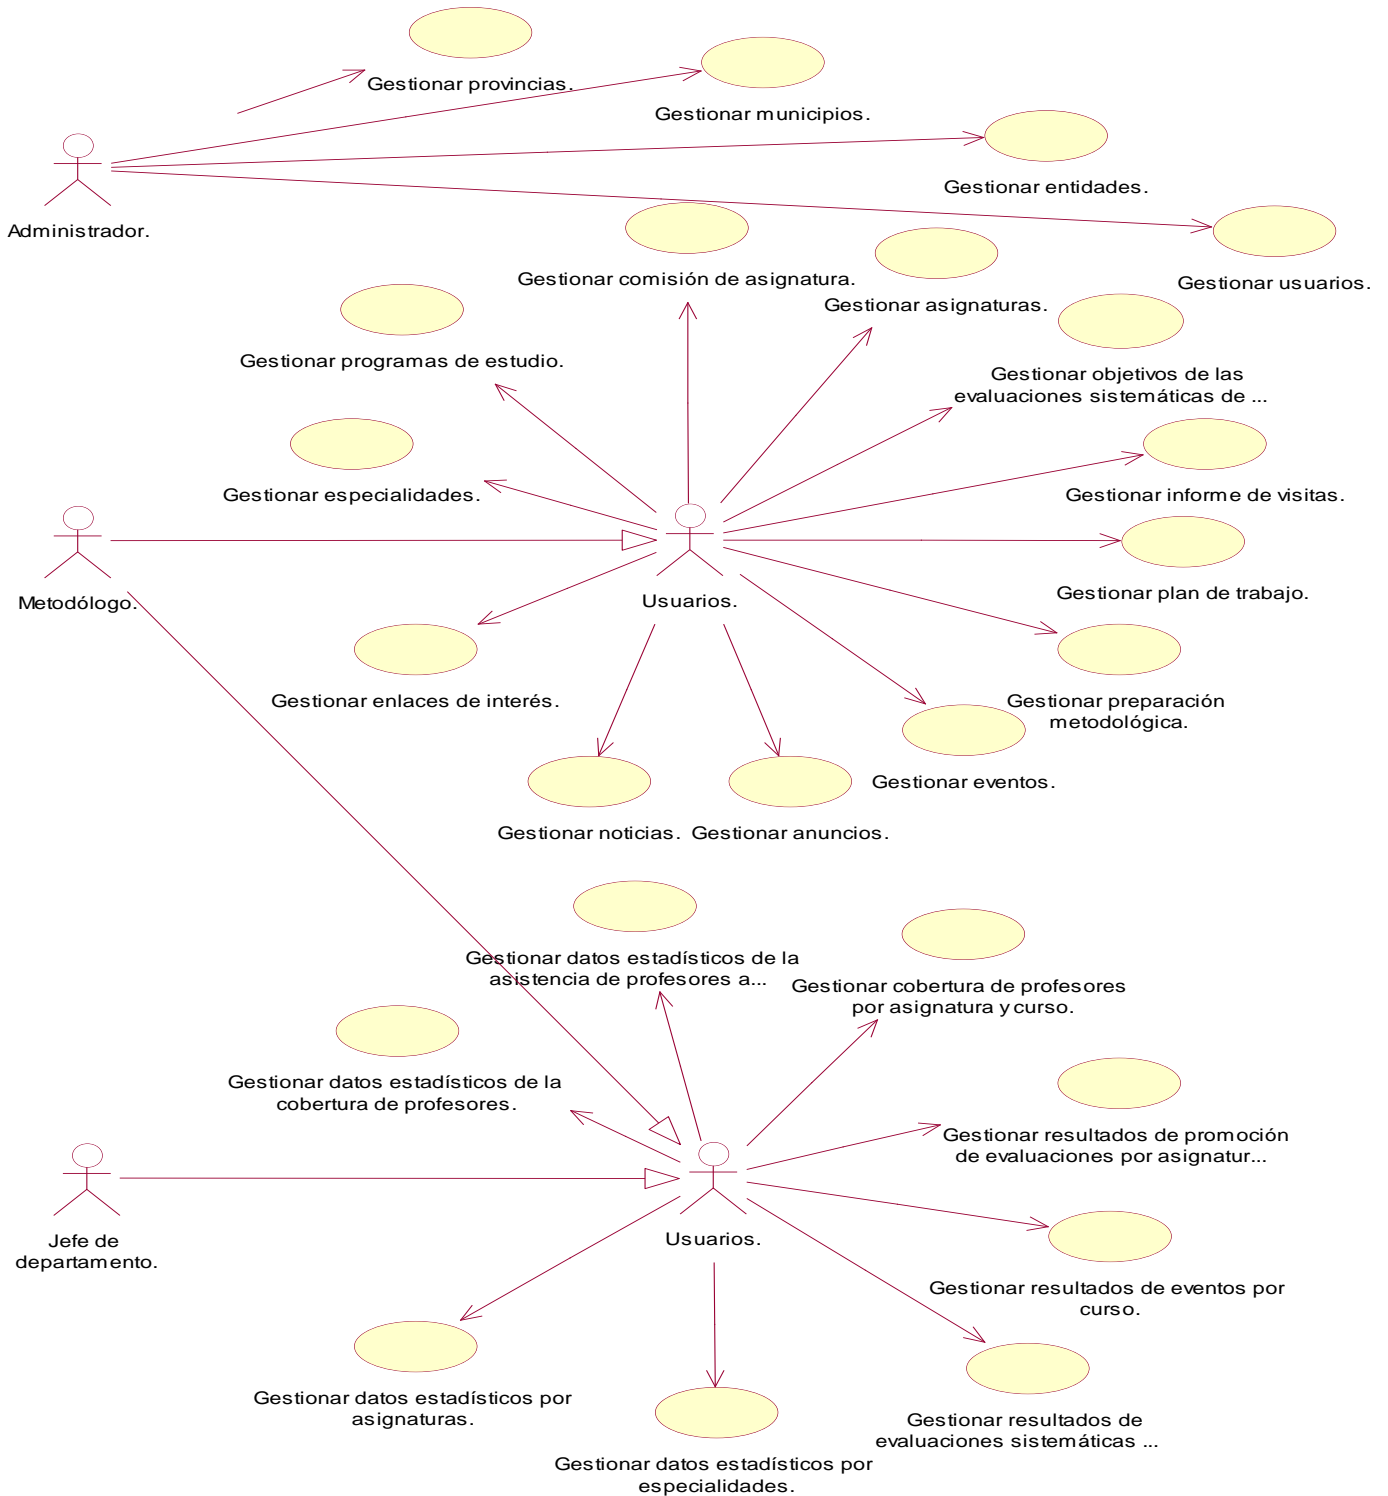 Gestionar provincias.
Gestionar municipios.
Gestionar entidades.
Administrador.
Gestionar comisión de asignatura.
Gestionar usuarios.
Gestionar asignaturas.
Gestionar programas de estudio.
Gestionar objetivos de las
evaluaciones sistemáticas de ...
Gestionar especialidades.
Gestionar informe de visitas.
Metodólogo.
Usuarios.
Gestionar plan de trabajo.
Gestionar enlaces de interés.
Gestionar preparación
metodológica.
Gestionar eventos.
Gestionar noticias.
Gestionar anuncios.
Gestionar datos estadísticos de la
asistencia de profesores a...
Gestionar cobertura de profesores
por asignatura y curso.
Gestionar datos estadísticos de la
cobertura de profesores.
Gestionar resultados de promoción
de evaluaciones por asignatur...
Jefe de
departamento.
Usuarios.
Gestionar resultados de eventos por
curso.
Gestionar datos estadísticos por
asignaturas.
Gestionar resultados de
evaluaciones sistemáticas ...
Gestionar datos estadísticos por
especialidades.